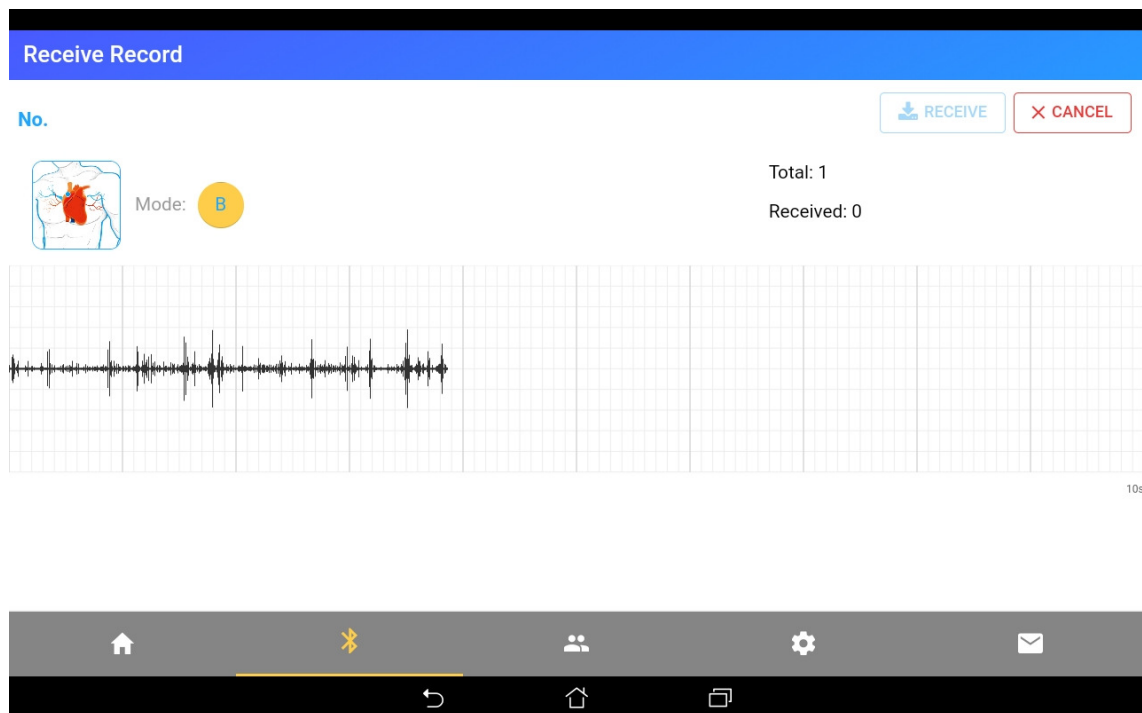 Receive Record
No.
RECEIVE
CANCEL
Mode: B
Total: 1
Received: 0
10s